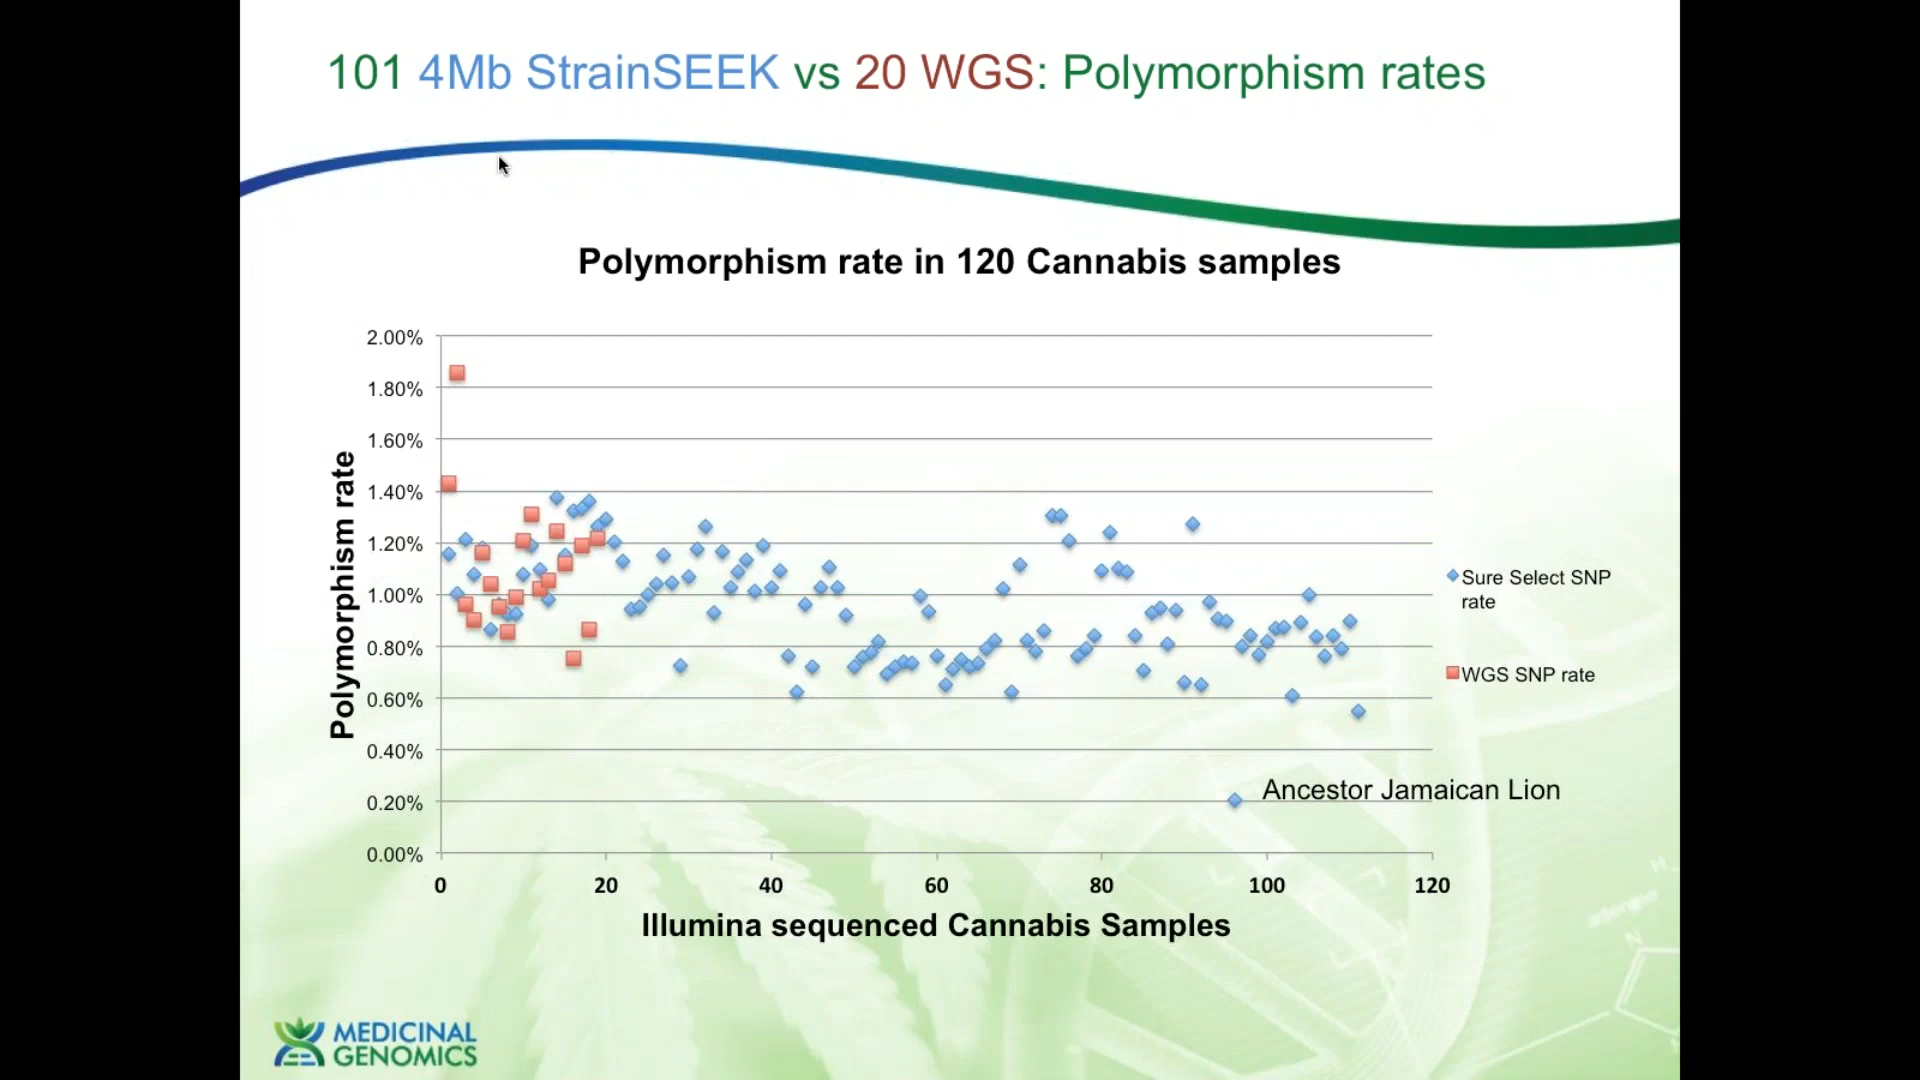 101 4Mb StrainSEEK vs 20 WGS: Polymorphism rates
Polymorphism rate in 120 Cannabis samples
Polymorphism rate
2.00%
1.80%
1.60%
1.40%
1.20%
1.00%
0.80%
0.60%
0.40%
0.20%
0.00%
Sure Select SNP
rate
WGS SNP rate
Ancestor Jamaican Lion
0 20 40 60 80 100 120
Illumina sequenced Cannabis Samples
MEDICINAL
GENOMICS